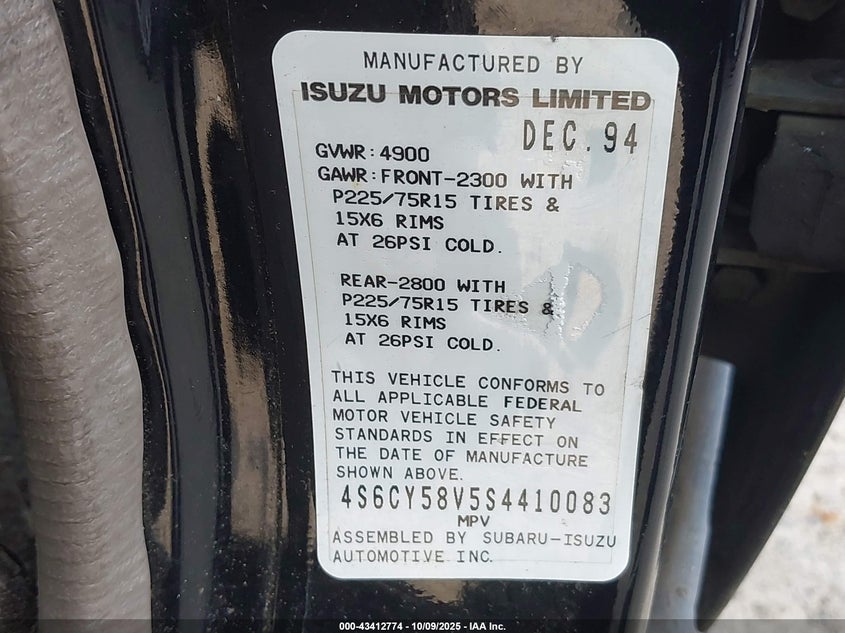 MANUFACTURED BY
ISUZU MOTORS LIMITED
DEC. 94
GVWR: 4900
GAWR: FRONT-2300 WITH
P225/75R15 TIRES &
15X6 RIMS
AT 26PSI COLD.
REAR-2800 WITH
P225/75R15 TIRES &
15X6 RIMS
AT 26PSI COLD.
THIS VEHICLE CONFORMS TO
ALL APPLICABLE FEDERAL
MOTOR VEHICLE SAFETY
STANDARDS IN EFFECT ON
THE DATE OF MANUFACTURE
SHOWN ABOVE.
4S6CY58V5S4410083
MPV
ASSEMBLED BY SUBARU-ISUZU
AUTOMOTIVE INC.
000-43412774 - 10/09/2025 - IAA Inc.